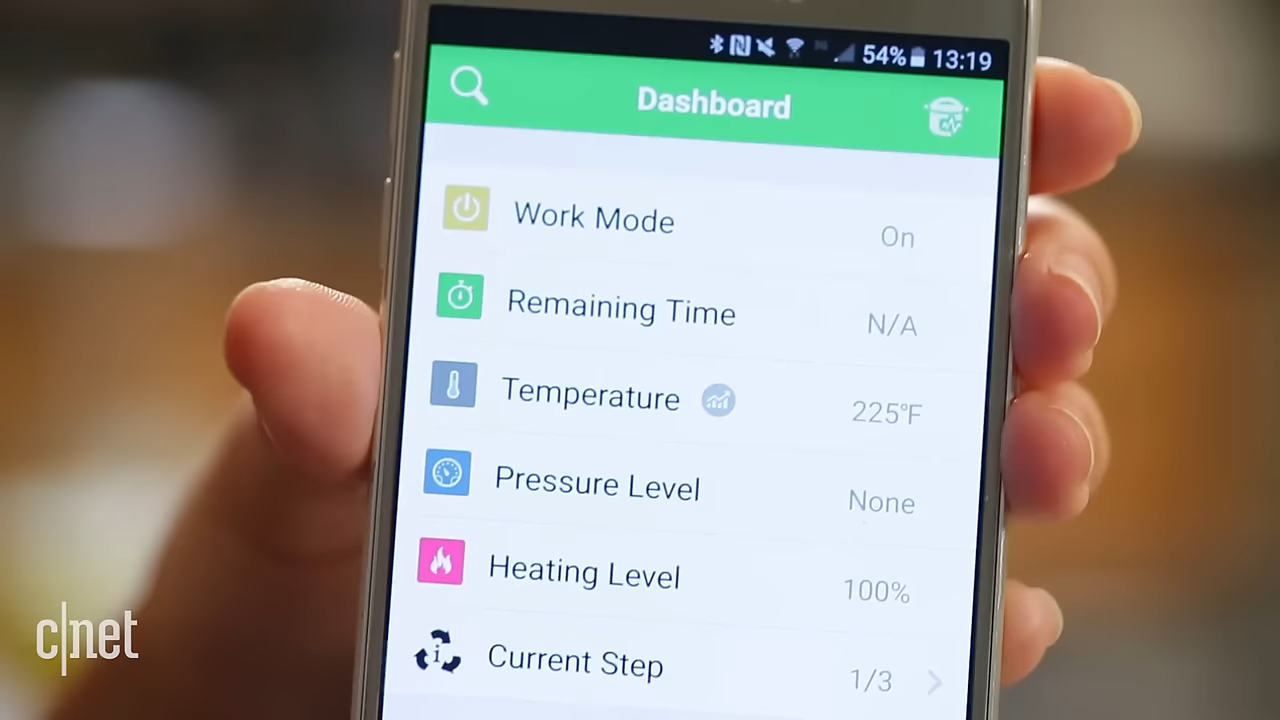 54% 13:19
Dashboard
Work Mode On
Remaining Time N/A
Temperature 225°F
Pressure Level None
Heating Level 100%
Current Step 1/3
c|net